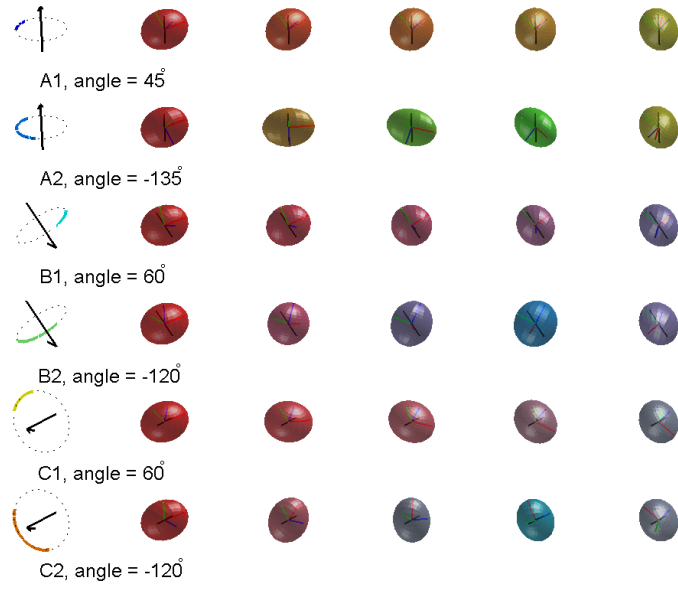 A1, angle = 45°
A2, angle = -135°
B1, angle = 60°
B2, angle = -120°
C1, angle = 60°
C2, angle = -120°